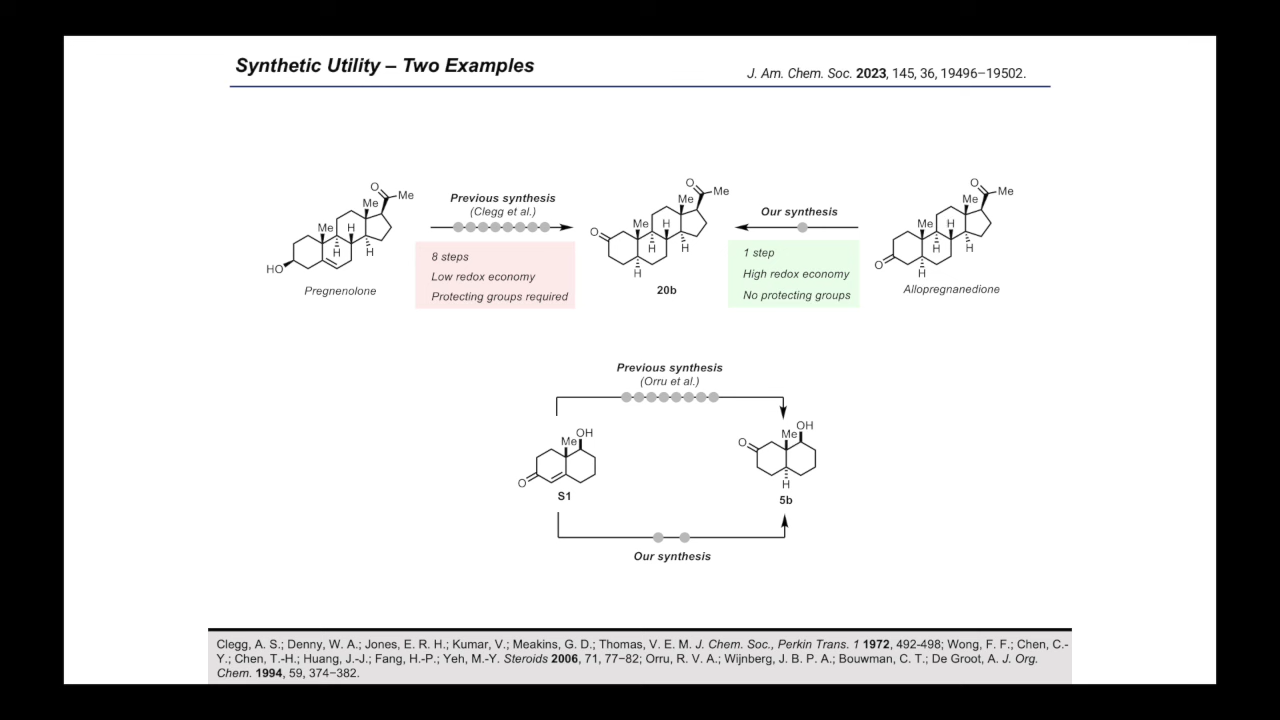 Synthetic Utility – Two Examples
J. Am. Chem. Soc. 2023, 145, 36, 19496−19502.
O
Me
Me
Me
H
H
H
HO
Pregnenolone
Previous synthesis
(Clegg et al.)
8 steps
Low redox economy
Protecting groups required
O
Me
Me
Me
H
O
H
H
H
20b
Our synthesis
1 step
High redox economy
No protecting groups
O
Me
Me
Me
H
H
H
O
H
Allopregnanedione
Previous synthesis
(Orru et al.)
OH
Me
O
S1
OH
Me
O
H
5b
Our synthesis
Clegg, A. S.; Denny, W. A.; Jones, E. R. H.; Kumar, V.; Meakins, G. D.; Thomas, V. E. M. J. Chem. Soc., Perkin Trans. 1 1972, 492-498; Wong, F. F.; Chen, C.-
Y.; Chen, T.-H.; Huang, J.-J.; Fang, H.-P.; Yeh, M.-Y. Steroids 2006, 71, 77−82; Orru, R. V. A.; Wijnberg, J. B. P. A.; Bouwman, C. T.; De Groot, A. J. Org.
Chem. 1994, 59, 374−382.